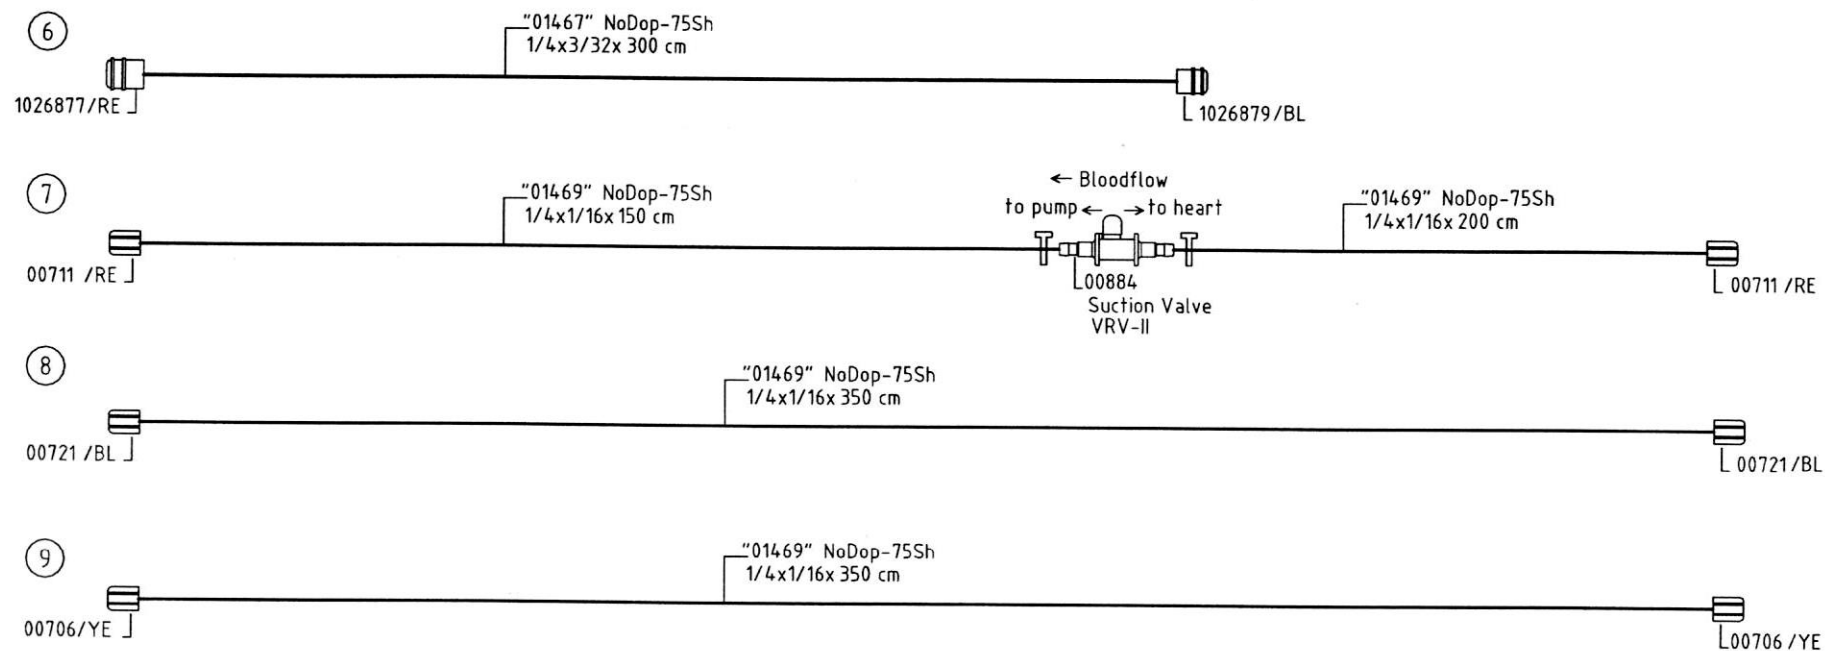 6
"01467" NoDop-75Sh
1/4x3/32x 300 cm
1026877/RE
1026879/BL
7
"01469" NoDop-75Sh
1/4x1/16x 150 cm
← Bloodflow
to pump ← → to heart
"01469" NoDop-75Sh
1/4x1/16x 200 cm
00711 /RE
00884
Suction Valve
VRV-II
00711 /RE
8
"01469" NoDop-75Sh
1/4x1/16x 350 cm
00721 /BL
00721/BL
9
"01469" NoDop-75Sh
1/4x1/16x 350 cm
00706/YE
00706 /YE